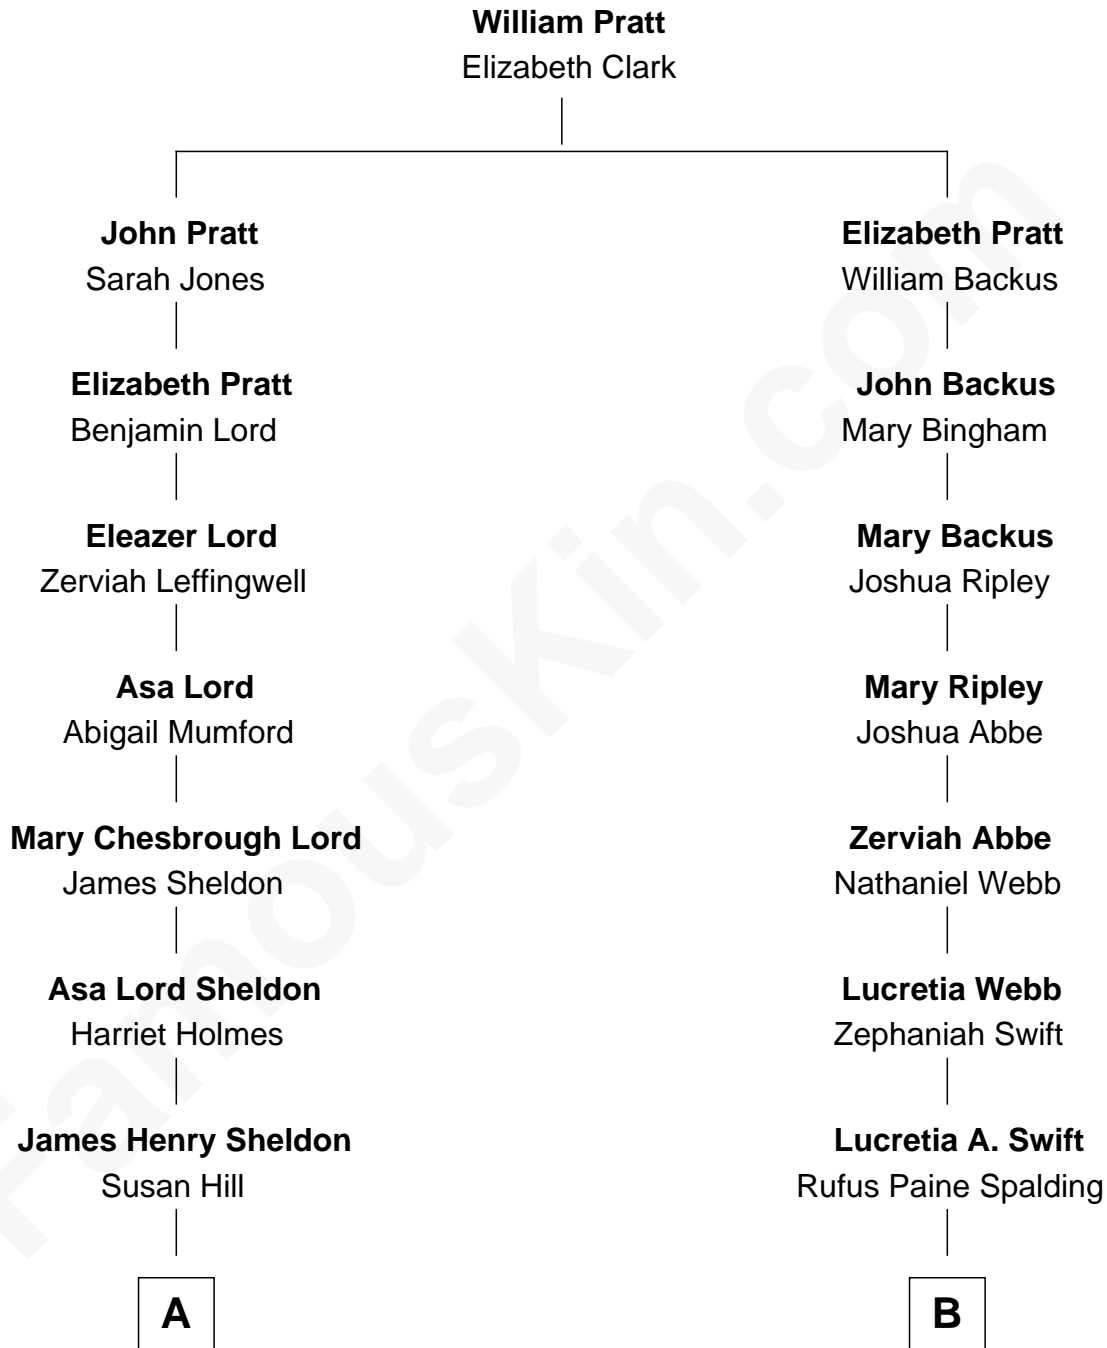 William Pratt
Elizabeth Clark
John Pratt
Sarah Jones
Elizabeth Pratt
William Backus
Elizabeth Pratt
Benjamin Lord
John Backus
Mary Bingham
Eleazer Lord
Zerviah Leffingwell
Mary Backus
Joshua Ripley
Asa Lord
Abigail Mumford
Mary Ripley
Joshua Abbe
Mary Chesbrough Lord
James Sheldon
Zerviah Abbe
Nathaniel Webb
Asa Lord Sheldon
Harriet Holmes
Lucretia Webb
Zephaniah Swift
James Henry Sheldon
Susan Hill
Lucretia A. Swift
Rufus Paine Spalding
A
B
FamousKin.com